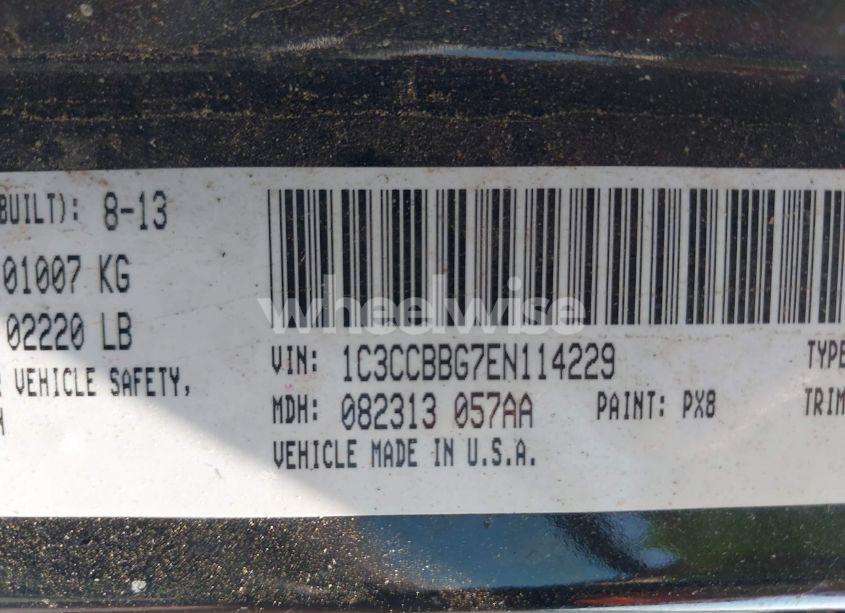 BUILT): 8-13
01007 KG
02220 LB
VEHICLE SAFETY,
wheelwise
VIN: 1C3CCBBG7EN114229
TYPE
MDH: 082313 057AA PAINT: PX8
TRIM
VEHICLE MADE IN U.S.A.